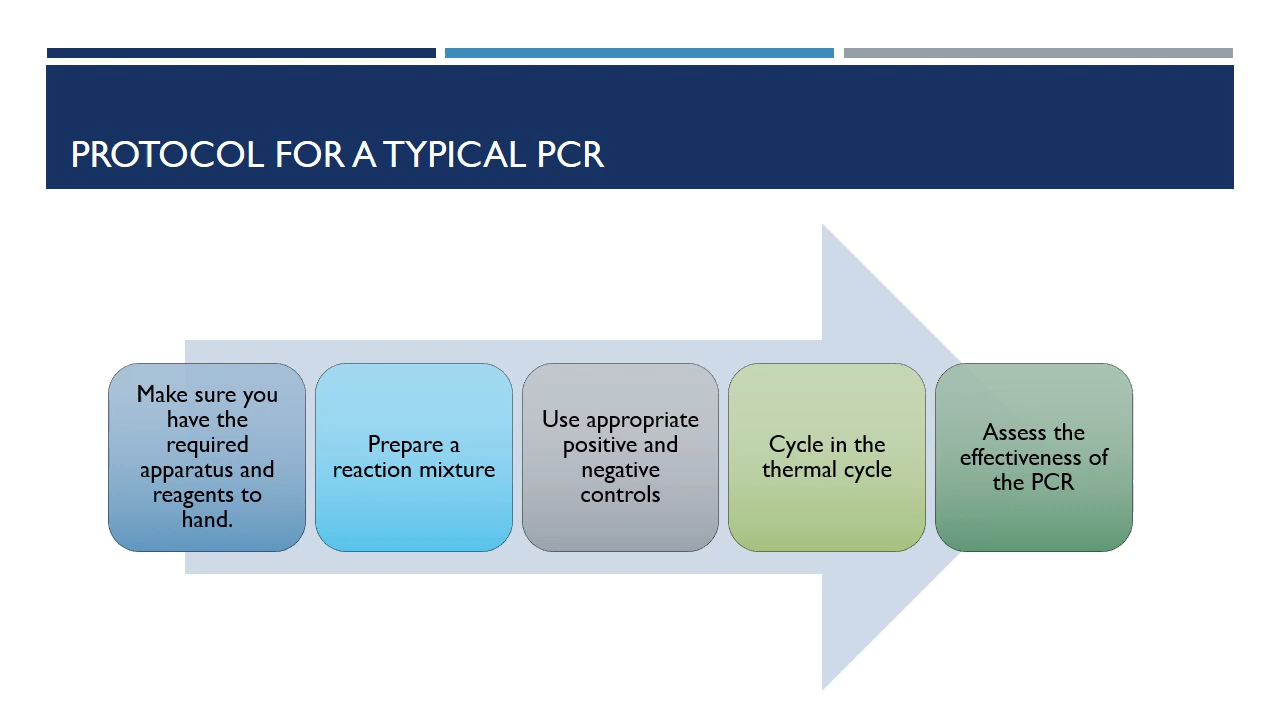 PROTOCOL FOR A TYPICAL PCR
Make sure you
have the
required
apparatus and
reagents to
hand.
Prepare a
reaction mixture
Use appropriate
positive and
negative
controls
Cycle in the
thermal cycle
Assess the
effectiveness of
the PCR